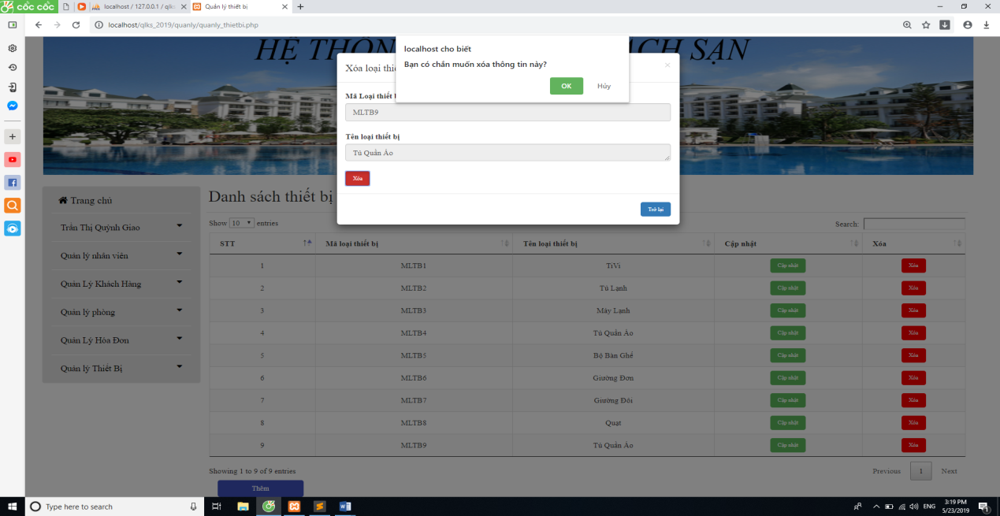 cốc cốc
localhost / 127.0.0.1 / qlks
Quản lý thiết bị
localhost/qlks_2019/quanly/quanly_thietbi.php
HỆ THỐN
ÁCH SẠN
localhost cho biết
Bạn có chắn muốn xóa thông tin này?
OK
Hủy
Xóa loại thiế
Mã Loại thiết b
MLTB9
Tên loại thiết bị
Tủ Quần Áo
Xóa
Trở lại
Trang chủ
Trần Thị Quỳnh Giao
Quản lý nhân viên
Quản Lý Khách Hàng
Quản lý phòng
Quản Lý Hóa Đơn
Quản lý Thiết Bị
Danh sách thiết bị
Show 10 entries
Search:
STT Mã loại thiết bị Tên loại thiết bị Cập nhật Xóa
1 MLTB1 TiVi Cập nhật Xóa
2 MLTB2 Tủ Lạnh Cập nhật Xóa
3 MLTB3 Máy Lạnh Cập nhật Xóa
4 MLTB4 Tủ Quần Áo Cập nhật Xóa
5 MLTB5 Bộ Bàn Ghế Cập nhật Xóa
6 MLTB6 Giường Đơn Cập nhật Xóa
7 MLTB7 Giường Đôi Cập nhật Xóa
8 MLTB8 Quạt Cập nhật Xóa
9 MLTB9 Tủ Quần Áo Cập nhật Xóa
Showing 1 to 9 of 9 entries
Previous 1 Next
Thêm
Type here to search
ENG
3:19 PM
5/23/2019